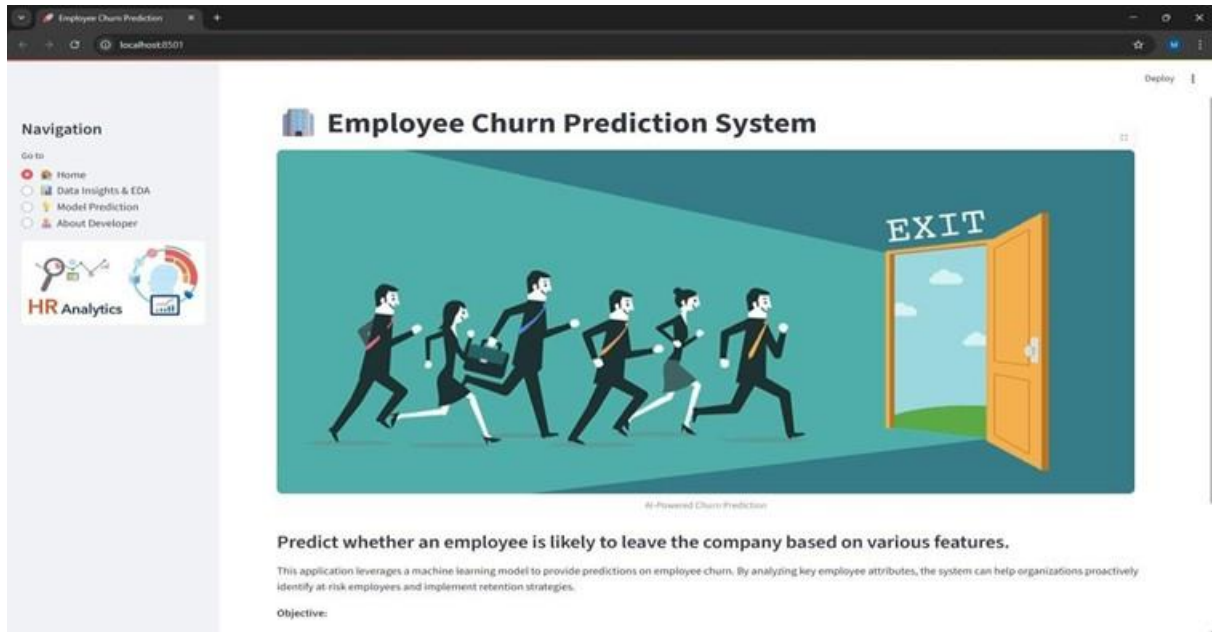 Employee Churn Prediction
localhost:8501
Deploy
Navigation
Go to
Home
Data Insights & EDA
Model Prediction
About Developer
HR Analytics
Employee Churn Prediction System
EXIT
AI-Powered Churn Prediction
Predict whether an employee is likely to leave the company based on various features.
This application leverages a machine learning model to provide predictions on employee churn. By analyzing key employee attributes, the system can help organizations proactively
identify at-risk employees and implement retention strategies.
Objective: